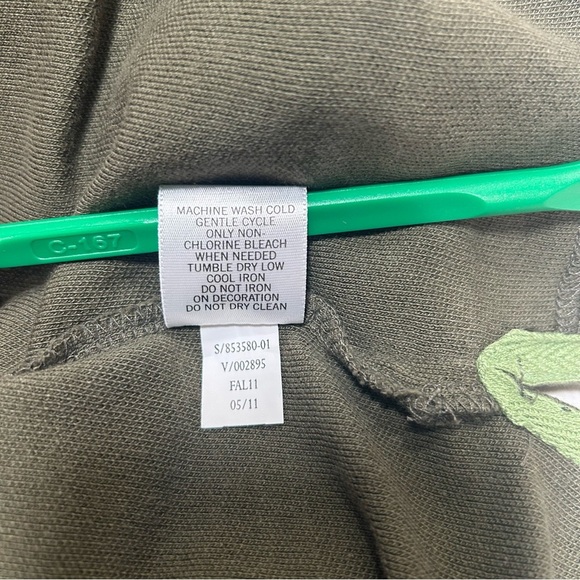 C-167
MACHINE WASH COLD
GENTLE CYCLE
ONLY NON-
CHLORINE BLEACH
WHEN NEEDED
TUMBLE DRY LOW
COOL IRON
DO NOT IRON
ON DECORATION
DO NOT DRY CLEAN
S/853580-01
V/002895
FAL11
05/11